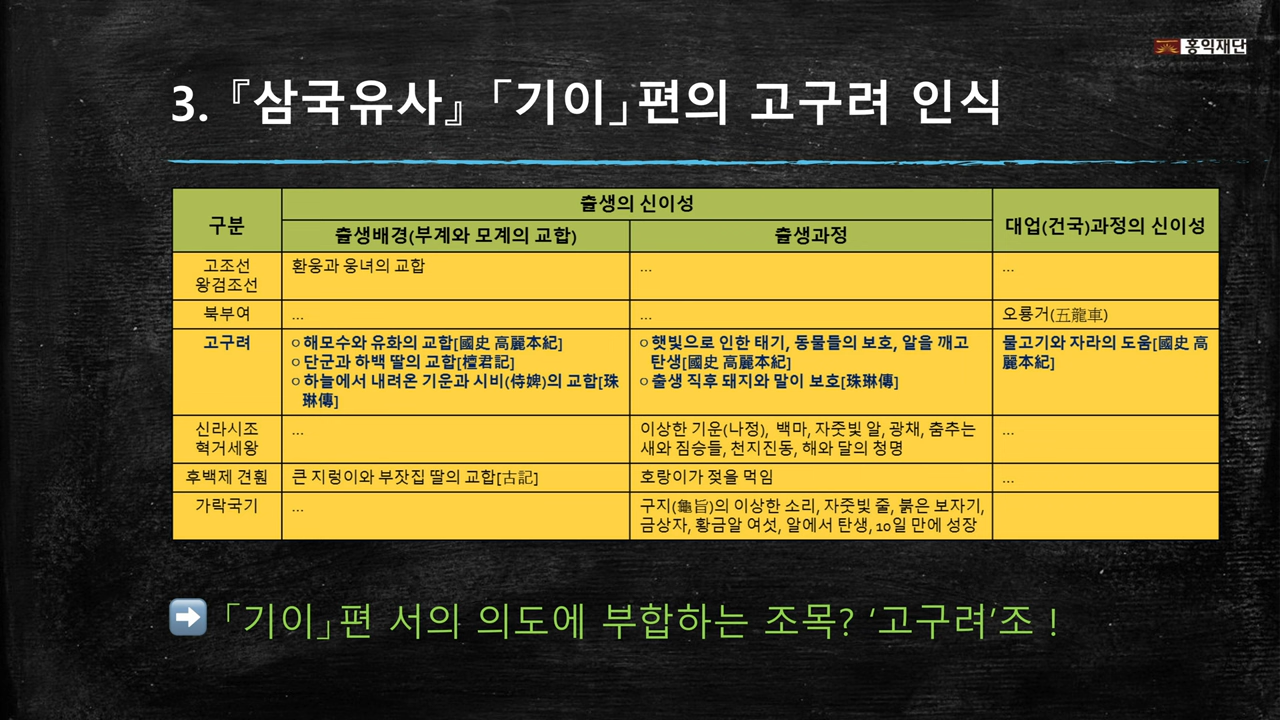 홍익재단
3. 『삼국유사』 「기이」편의 고구려 인식
구분
출생의 신이성
대업(건국)과정의 신이성
출생배경(부계와 모계의 교합)
출생과정
고조선
왕검조선
환웅과 웅녀의 교합
...
...
북부여
...
...
오룡거(五龍車)
고구려
○ 해모수와 유화의 교합[國史 高麗本紀]
○ 단군과 하백 딸의 교합[檀君記]
○ 하늘에서 내려온 기운과 시비(侍婢)의 교합[珠
琳傳]
○ 햇빛으로 인한 태기, 동물들의 보호, 알을 깨고
탄생[國史 高麗本紀]
○ 출생 직후 돼지와 말이 보호[珠琳傳]
물고기와 자라의 도움[國史 高
麗本紀]
신라시조
혁거세왕
...
이상한 기운(나정), 백마, 자줏빛 알, 광채, 춤추는
새와 짐승들, 천지진동, 해와 달의 청명
...
후백제 견훤
큰 지렁이와 부잣집 딸의 교합[古記]
호랑이가 젖을 먹임
...
가락국기
...
구지(龜旨)의 이상한 소리, 자줏빛 줄, 붉은 보자기,
금상자, 황금알 여섯, 알에서 탄생, 10일 만에 성장
➡ 「기이」편 서의 의도에 부합하는 조목? ‘고구려’조 !